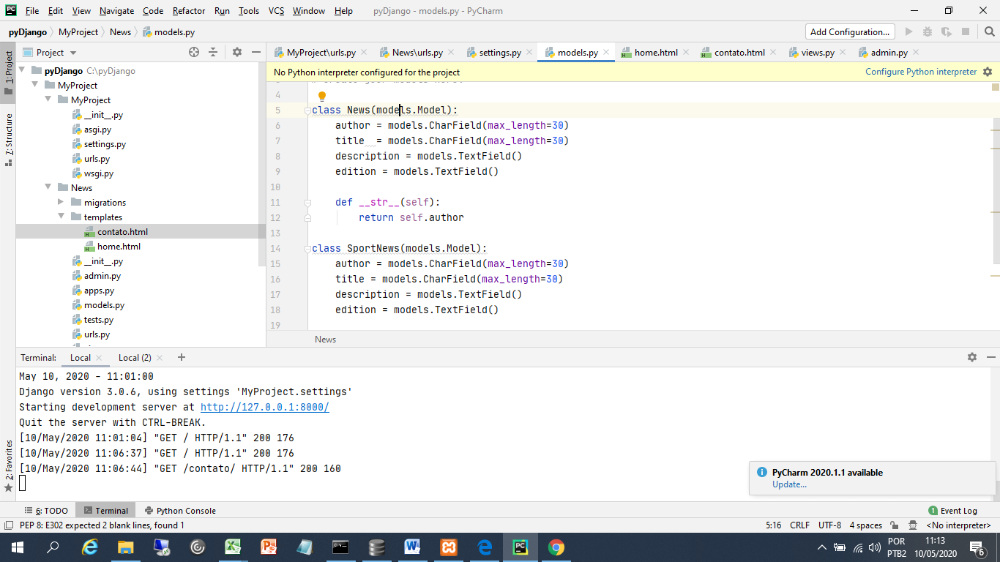 File Edit View Navigate Code Refactor Run Tools VCS Window Help pyDjango - models.py - PyCharm
pyDjango MyProject News models.py Add Configuration...
Project MyProject\urls.py News\urls.py settings.py models.py home.html contato.html views.py admin.py
1: Project
7: Structure
2: Favorites
pyDjango C:\pyDjango
MyProject
MyProject
__init__.py
asgi.py
settings.py
urls.py
wsgi.py
News
migrations
templates
contato.html
home.html
__init__.py
admin.py
apps.py
models.py
tests.py
urls.py
No Python interpreter configured for the project Configure Python interpreter
4
5 class News(models.Model):
6 author = models.CharField(max_length=30)
7 title = models.CharField(max_length=30)
8 description = models.TextField()
9 edition = models.TextField()
10
11 def __str__(self):
12 return self.author
13
14 class SportNews(models.Model):
15 author = models.CharField(max_length=30)
16 title = models.CharField(max_length=30)
17 description = models.TextField()
18 edition = models.TextField()
19
News
Terminal: Local Local (2)
May 10, 2020 - 11:01:00
Django version 3.0.6, using settings 'MyProject.settings'
Starting development server at http://127.0.0.1:8000/
Quit the server with CTRL-BREAK.
[10/May/2020 11:01:04] "GET / HTTP/1.1" 200 176
[10/May/2020 11:06:37] "GET / HTTP/1.1" 200 176
[10/May/2020 11:06:44] "GET /contato/ HTTP/1.1" 200 160
PyCharm 2020.1.1 available
Update...
6: TODO Terminal Python Console 1 Event Log
PEP 8: E302 expected 2 blank lines, found 1 5:16 CRLF UTF-8 4 spaces <No interpreter>
POR 11:13
PTB2 10/05/2020 6